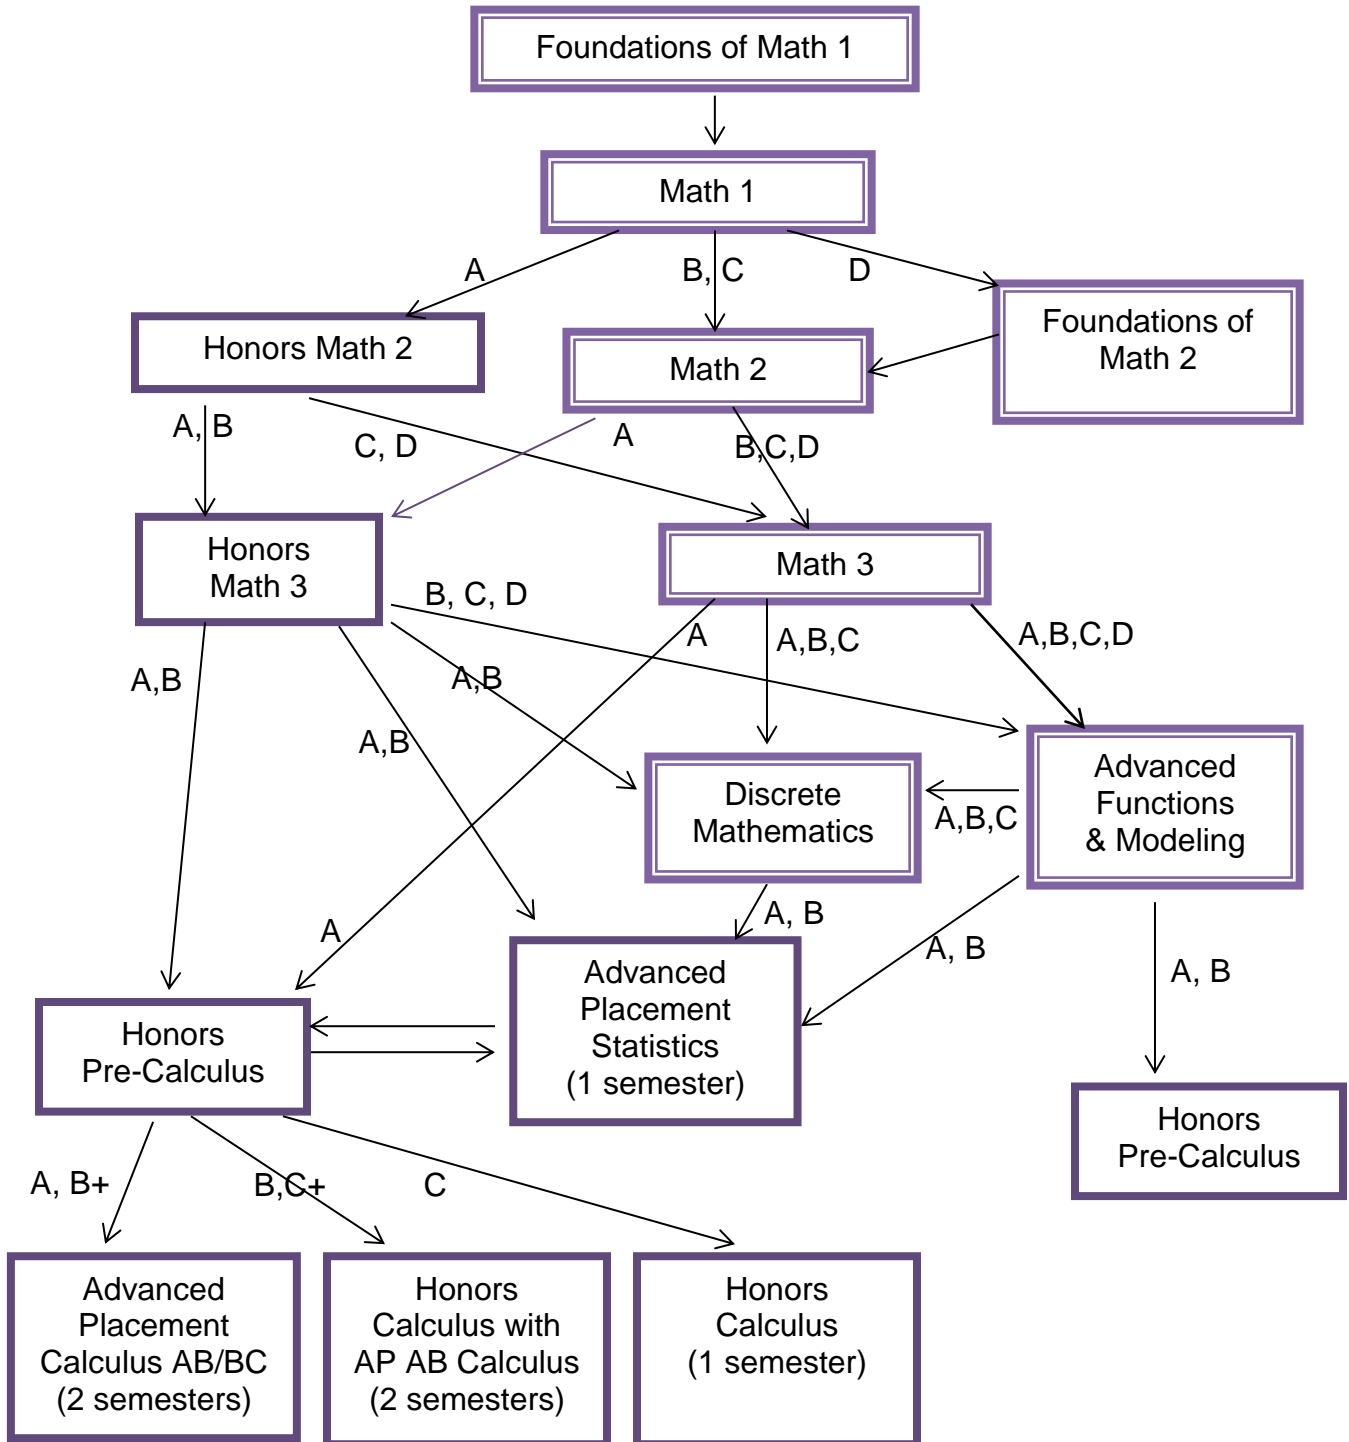 Foundations of Math 1
Math 1
A
B, C
D
Honors Math 2
Math 2
Foundations of
Math 2
A, B
C, D
A
B,C,D
Honors
Math 3
Math 3
B, C, D
A
A,B,C
A,B,C,D
A,B
A,B
A,B
Discrete
Mathematics
Advanced
Functions
& Modeling
A,B,C
A
A, B
A, B
A, B
Advanced
Placement
Statistics
(1 semester)
Honors
Pre-Calculus
Honors
Pre-Calculus
A, B+
B,C+
C
Advanced
Placement
Calculus AB/BC
(2 semesters)
Honors
Calculus with
AP AB Calculus
(2 semesters)
Honors
Calculus
(1 semester)